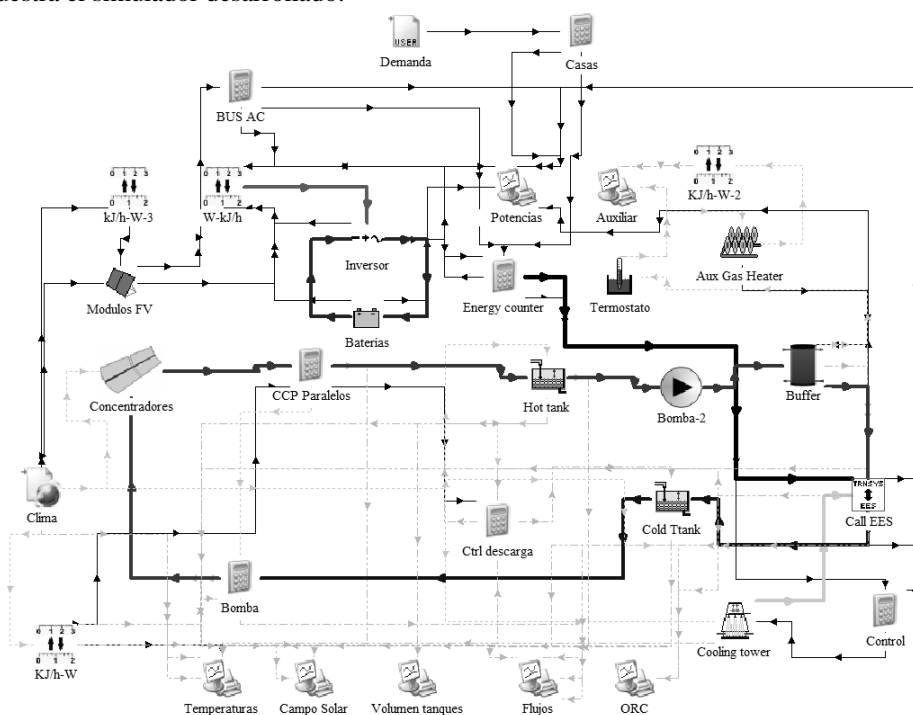 uestra el simulador desarrollado.
USER
Demanda
Casas
BUS AC
0 1 2 3
0 1 2
kJ/h-W-3
0 1 2 3
0 1 2
W-kJ/h
Potencias
Auxiliar
0 1 2 3
0 1 2
KJ/h-W-2
Inversor
Aux Gas Heater
Modulos FV
Energy counter
Termostato
Baterias
Concentradores
CCP Paralelos
Hot tank
Bomba-2
Buffer
Clima
TRNSYS
EES
Call EES
Ctrl descarga
Cold Ttank
Bomba
0 1 2 3
0 1 2
KJ/h-W
Cooling tower
Control
Temperaturas
Campo Solar
Volumen tanques
Flujos
ORC